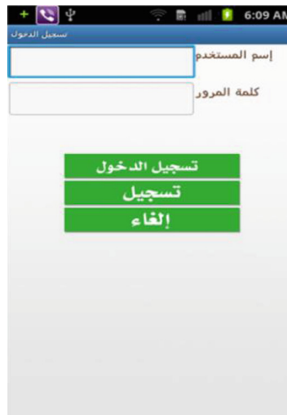 6:09 AM
تسجيل الدخول
إسم المستخدم
كلمة المرور
تسجيل الدخول
تسجيل
إلغاء